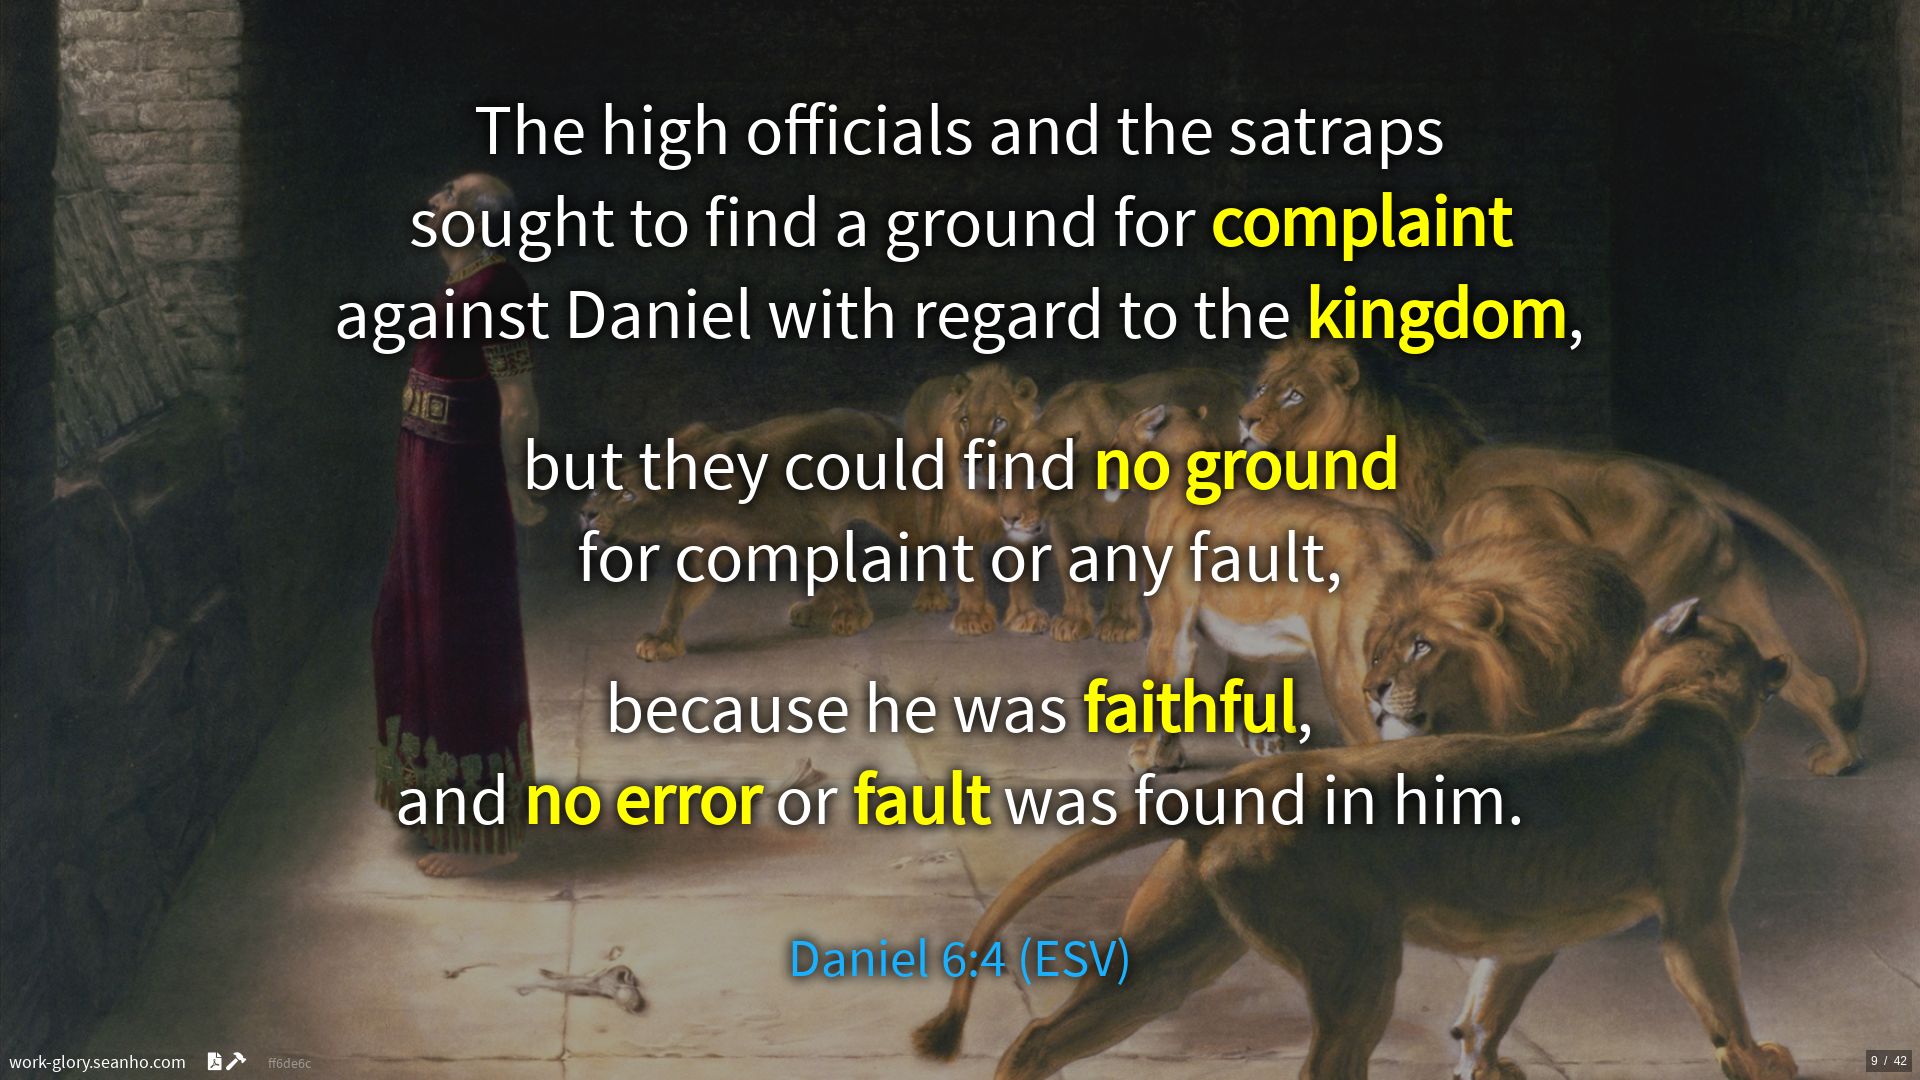 The high officials and the satraps
sought to find a ground for complaint
against Daniel with regard to the kingdom,
but they could find no ground
for complaint or any fault,
because he was faithful,
and no error or fault was found in him.
Daniel 6:4 (ESV)
work-glory.seanho.com ff6de6c
9 / 42